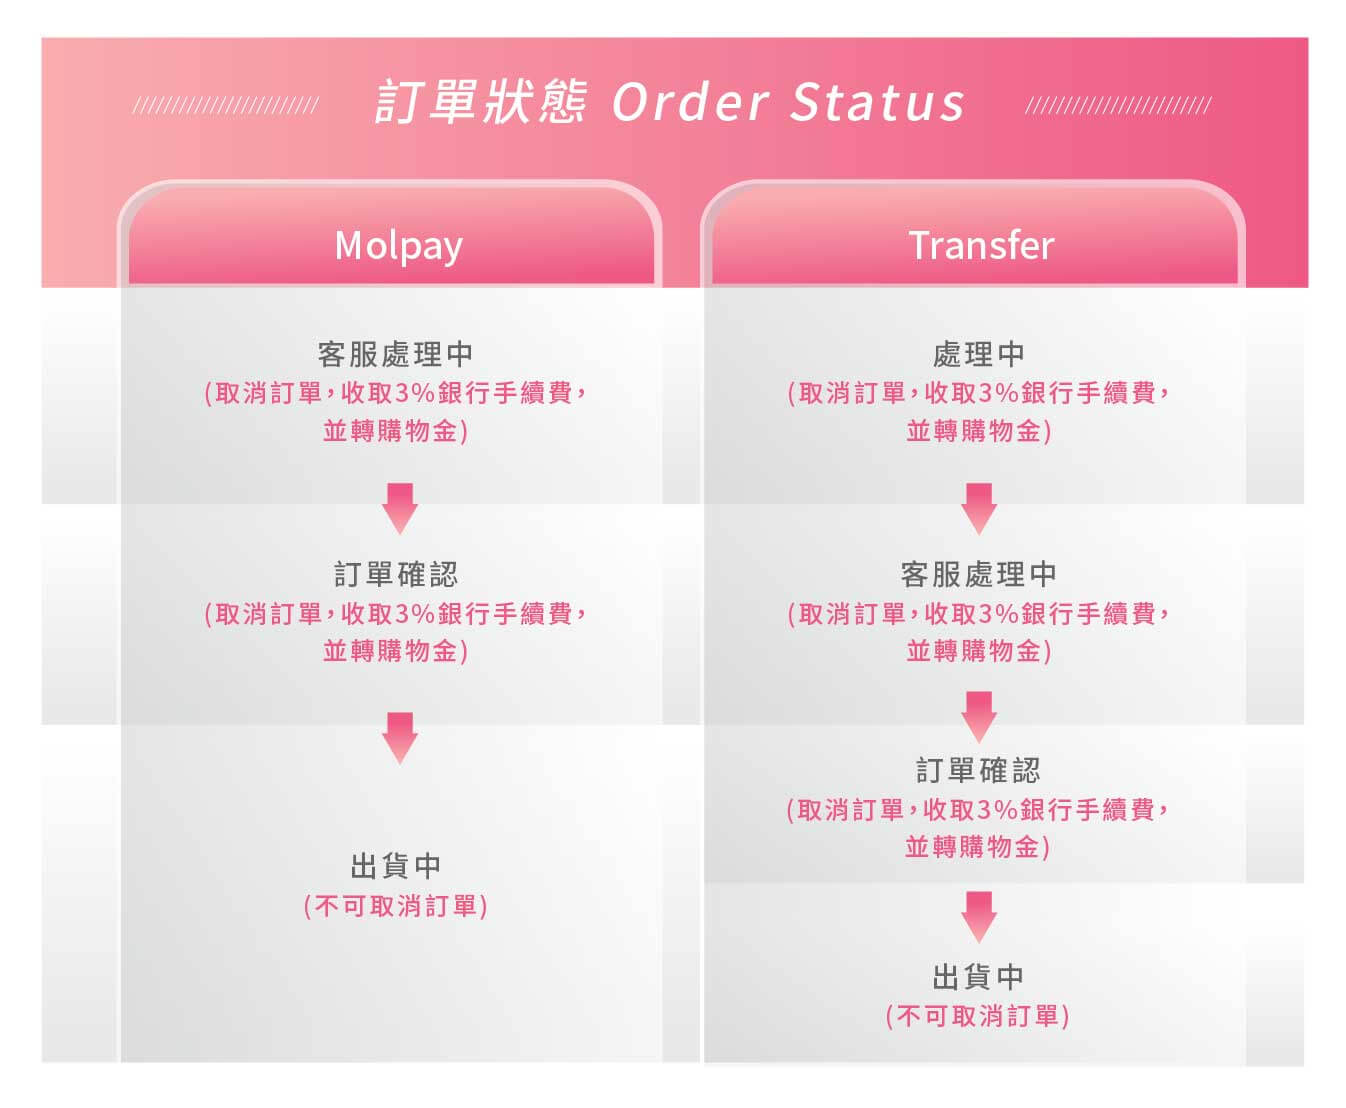 訂單狀態 Order Status
Molpay
客服處理中
(取消訂單，收取3%銀行手續費，
並轉購物金)
訂單確認
(取消訂單，收取3%銀行手續費，
並轉購物金)
出貨中
(不可取消訂單)
Transfer
處理中
(取消訂單，收取3%銀行手續費，
並轉購物金)
客服處理中
(取消訂單，收取3%銀行手續費，
並轉購物金)
訂單確認
(取消訂單，收取3%銀行手續費，
並轉購物金)
出貨中
(不可取消訂單)